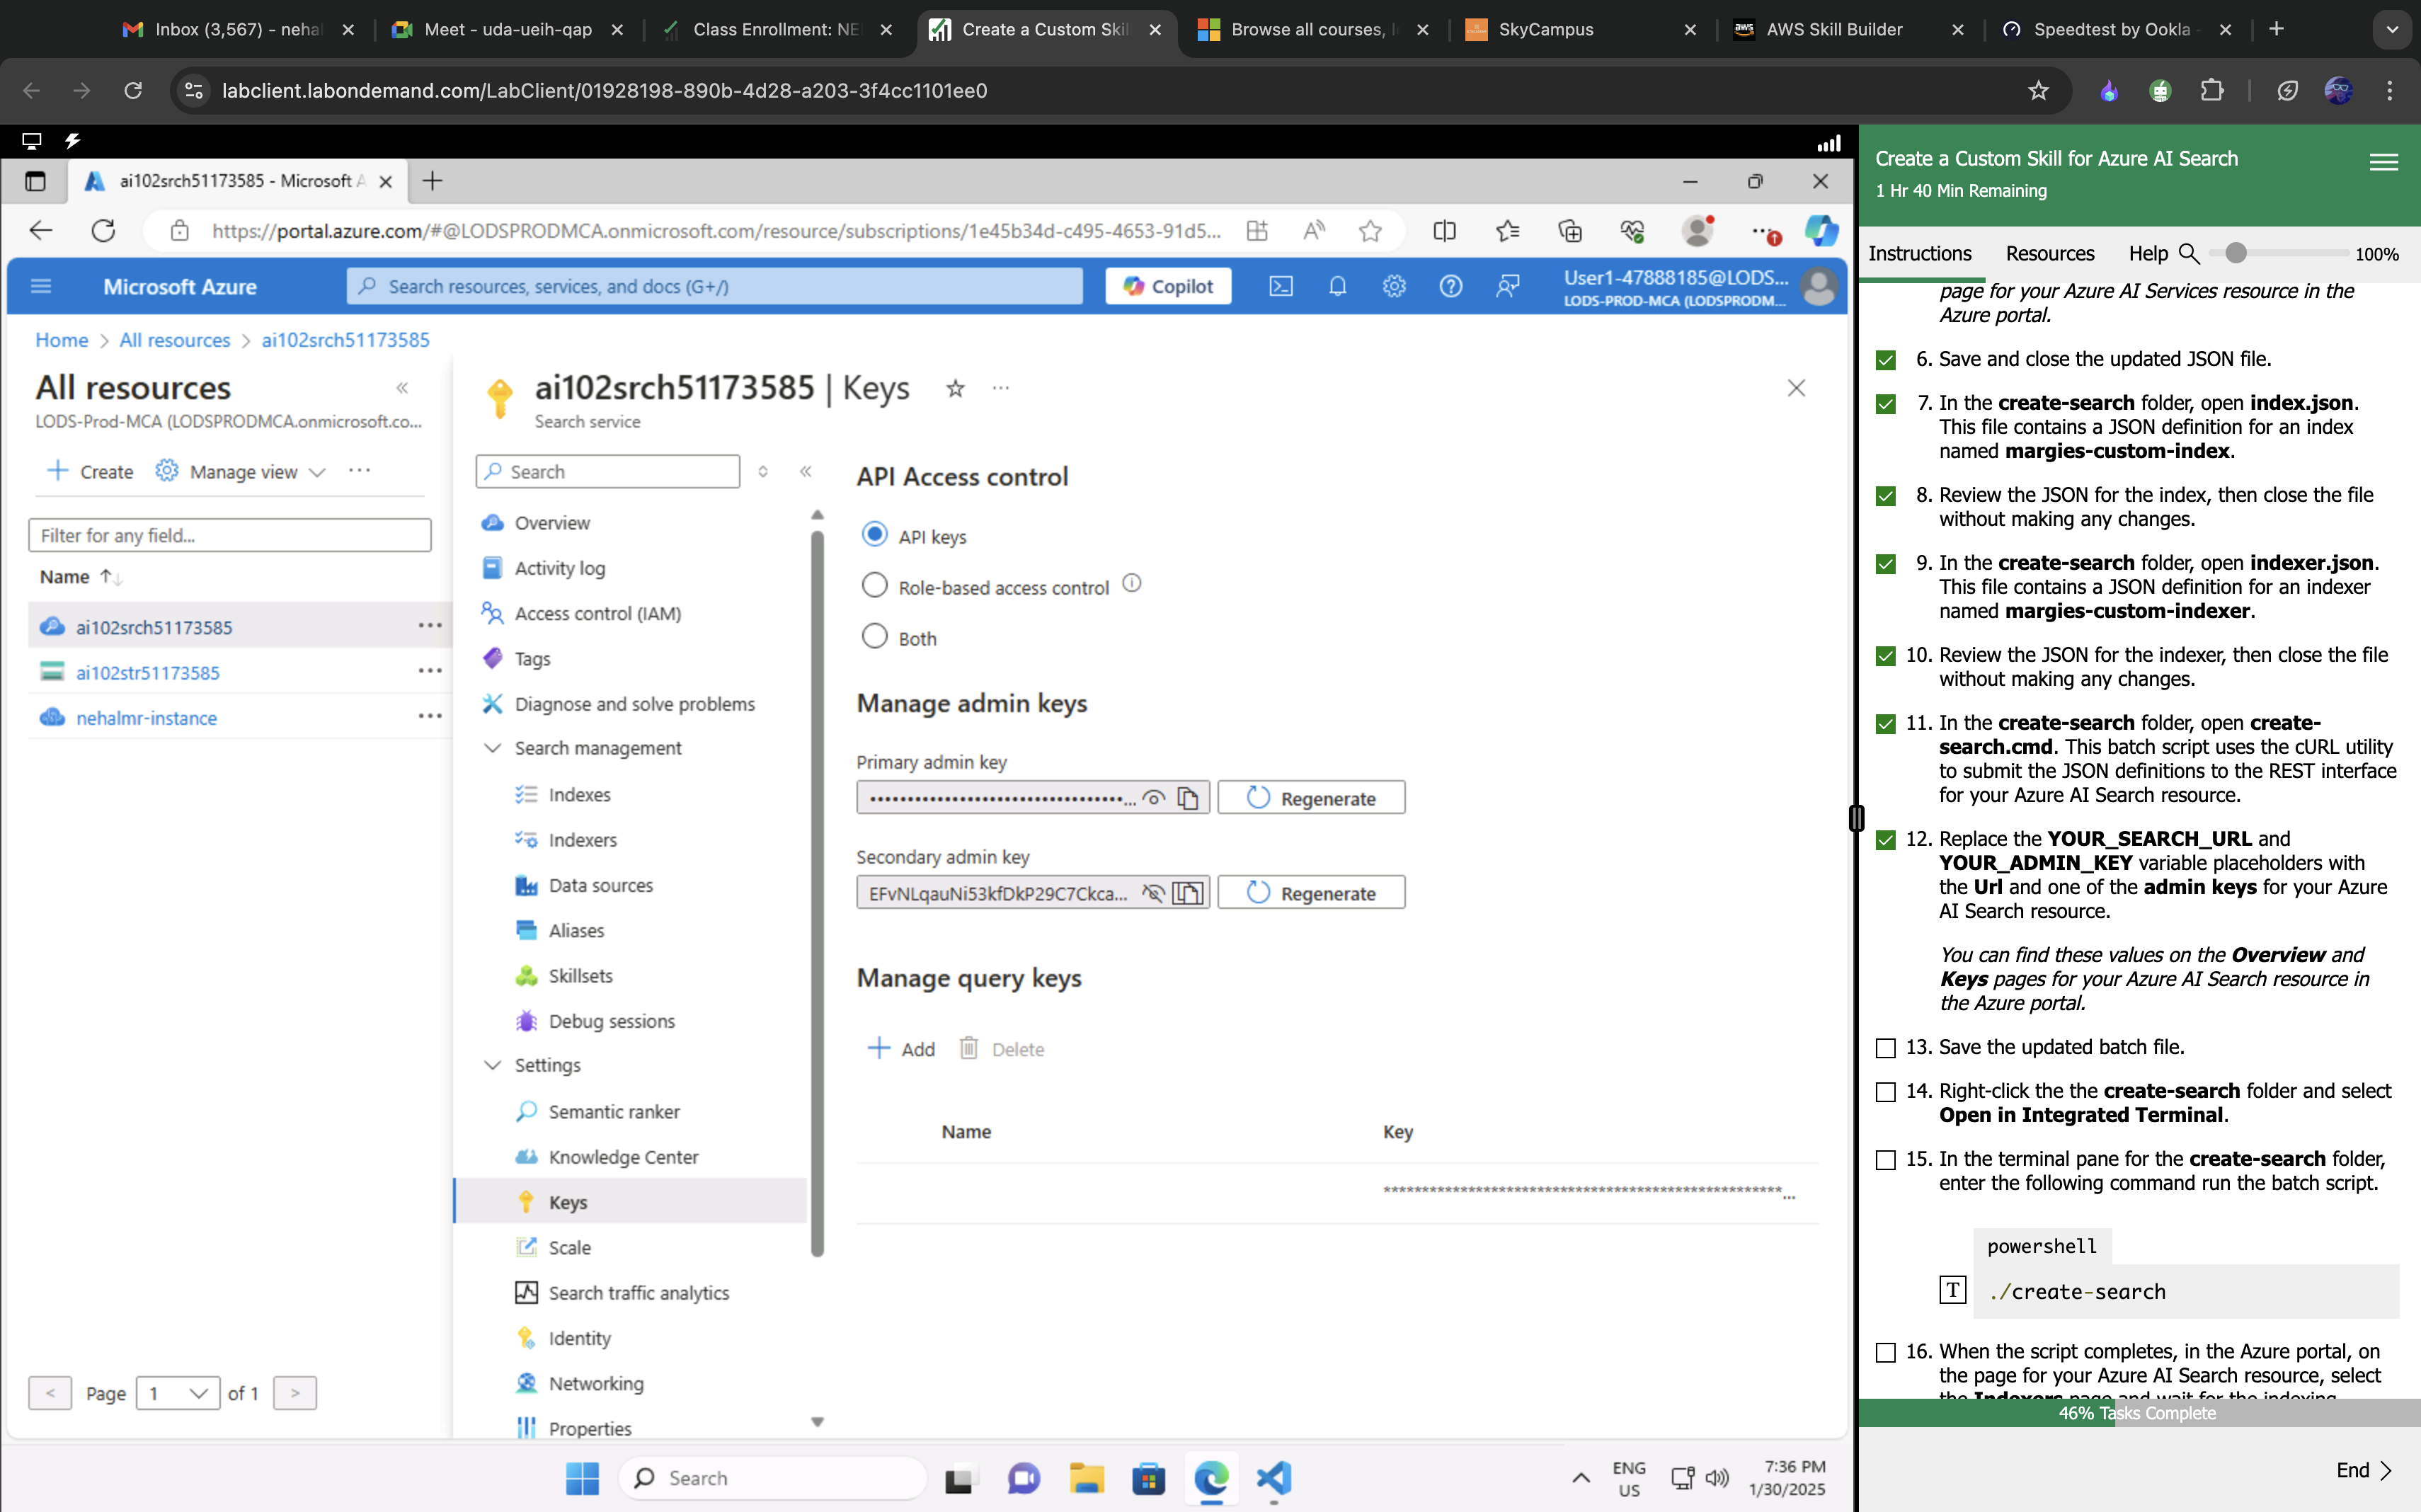 Inbox (3,567) - neha
Meet - uda-ueih-qap
Class Enrollment: NE
Create a Custom Skil
Browse all courses, l
SkyCampus
AWS Skill Builder
Speedtest by Ookla -
labclient.labondemand.com/LabClient/01928198-890b-4d28-a203-3f4cc1101ee0
ai102srch51173585 - Microsoft A
https://portal.azure.com/#@LODSPRODMCA.onmicrosoft.com/resource/subscriptions/1e45b34d-c495-4653-91d5...
Microsoft Azure
Search resources, services, and docs (G+/)
Copilot
User1-47888185@LODS...
LODS-PROD-MCA (LODSPRODM...
Home > All resources > ai102srch51173585
All resources
LODS-Prod-MCA (LODSPRODMCA.onmicrosoft.co...
Create
Manage view
Filter for any field...
Name
ai102srch51173585
ai102str51173585
nehalmr-instance
< Page 1 of 1 >
ai102srch51173585 | Keys
Search service
Search
Overview
Activity log
Access control (IAM)
Tags
Diagnose and solve problems
Search management
Indexes
Indexers
Data sources
Aliases
Skillsets
Debug sessions
Settings
Semantic ranker
Knowledge Center
Keys
Scale
Search traffic analytics
Identity
Networking
Properties
API Access control
API keys
Role-based access control
Both
Manage admin keys
Primary admin key
Regenerate
Secondary admin key
EFvNLqauNi53kfDkP29C7Ckca...
Regenerate
Manage query keys
Add
Delete
Name
Key
Search
ENG
US
7:36 PM
1/30/2025
Create a Custom Skill for Azure AI Search
1 Hr 40 Min Remaining
Instructions
Resources
Help
100%
page for your Azure AI Services resource in the
Azure portal.
6. Save and close the updated JSON file.
7. In the create-search folder, open index.json.
This file contains a JSON definition for an index
named margies-custom-index.
8. Review the JSON for the index, then close the file
without making any changes.
9. In the create-search folder, open indexer.json.
This file contains a JSON definition for an indexer
named margies-custom-indexer.
10. Review the JSON for the indexer, then close the file
without making any changes.
11. In the create-search folder, open create-
search.cmd. This batch script uses the cURL utility
to submit the JSON definitions to the REST interface
for your Azure AI Search resource.
12. Replace the YOUR_SEARCH_URL and
YOUR_ADMIN_KEY variable placeholders with
the Url and one of the admin keys for your Azure
AI Search resource.
You can find these values on the Overview and
Keys pages for your Azure AI Search resource in
the Azure portal.
13. Save the updated batch file.
14. Right-click the the create-search folder and select
Open in Integrated Terminal.
15. In the terminal pane for the create-search folder,
enter the following command run the batch script.
powershell
T
./create-search
16. When the script completes, in the Azure portal, on
the page for your Azure AI Search resource, select
the Indexers page and wait for the indexing
46% Tasks Complete
End